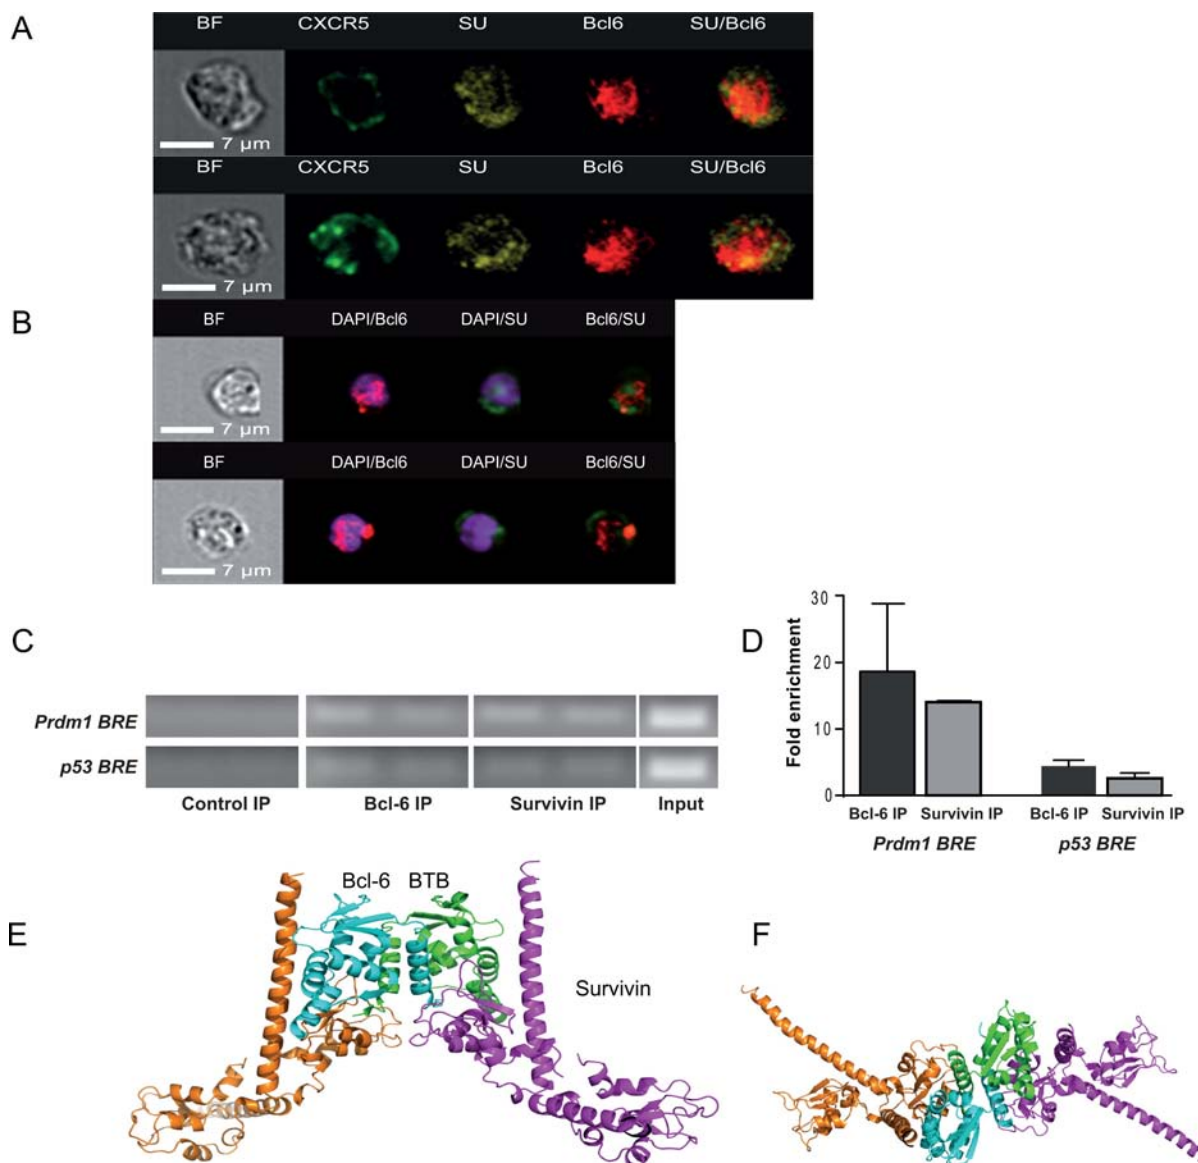 A
BF CXCR5 SU Bcl6 SU/Bcl6
7 µm
BF CXCR5 SU Bcl6 SU/Bcl6
7 µm
B
BF DAPI/Bcl6 DAPI/SU Bcl6/SU
7 µm
BF DAPI/Bcl6 DAPI/SU Bcl6/SU
7 µm
C
Prdm1 BRE
p53 BRE
Control IP Bcl-6 IP Survivin IP Input
D
Fold enrichment
30
20
10
0
Bcl-6 IP Survivin IP Bcl-6 IP Survivin IP
Prdm1 BRE p53 BRE
E
Bcl-6 BTB
Survivin
F